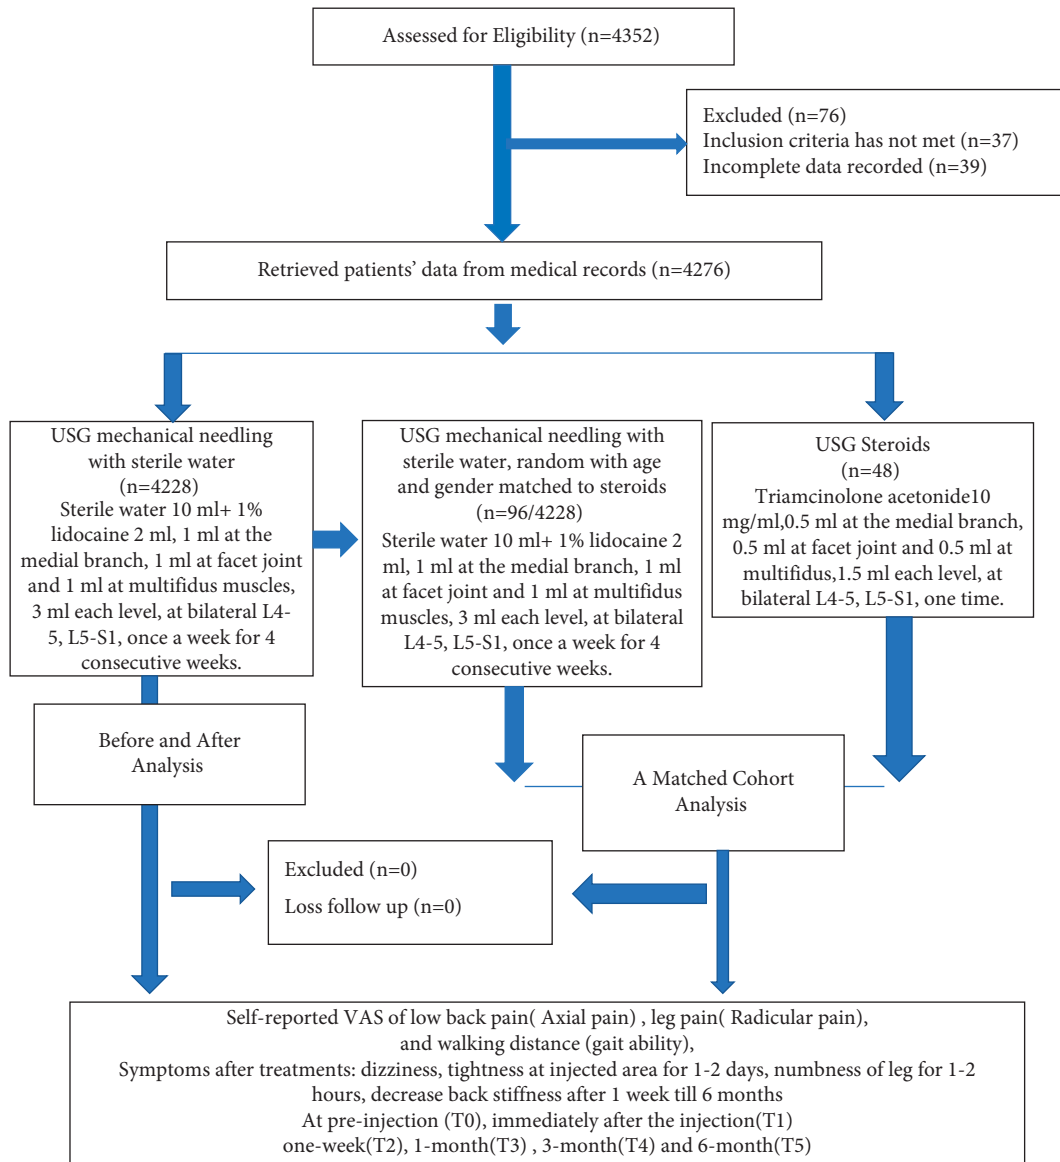 Assessed for Eligibility (n=4352)
Excluded (n=76)
Inclusion criteria has not met (n=37)
Incomplete data recorded (n=39)
Retrieved patients’ data from medical records (n=4276)
USG mechanical needling
with sterile water
(n=4228)
Sterile water 10 ml+ 1%
lidocaine 2 ml, 1 ml at the
medial branch, 1 ml at facet joint
and 1 ml at multifidus muscles,
3 ml each level, at bilateral L4-
5, L5-S1, once a week for 4
consecutive weeks.
USG mechanical needling with
sterile water, random with age
and gender matched to steroids
(n=96/4228)
Sterile water 10 ml+ 1% lidocaine 2
ml, 1 ml at the medial branch, 1 ml
at facet joint and 1 ml at multifidus
muscles, 3 ml each level, at bilateral
L4-5, L5-S1, once a week for 4
consecutive weeks.
USG Steroids
(n=48)
Triamcinolone acetonide10
mg/ml,0.5 ml at the medial branch,
0.5 ml at facet joint and 0.5 ml at
multifidus,1.5 ml each level, at
bilateral L4-5, L5-S1, one time.
Before and After
Analysis
A Matched Cohort
Analysis
Excluded (n=0)
Loss follow up (n=0)
Self-reported VAS of low back pain( Axial pain) , leg pain( Radicular pain),
and walking distance (gait ability),
Symptoms after treatments: dizziness, tightness at injected area for 1-2 days, numbness of leg for 1-2
hours, decrease back stiffness after 1 week till 6 months
At pre-injection (T0), immediately after the injection(T1)
one-week(T2), 1-month(T3) , 3-month(T4) and 6-month(T5)